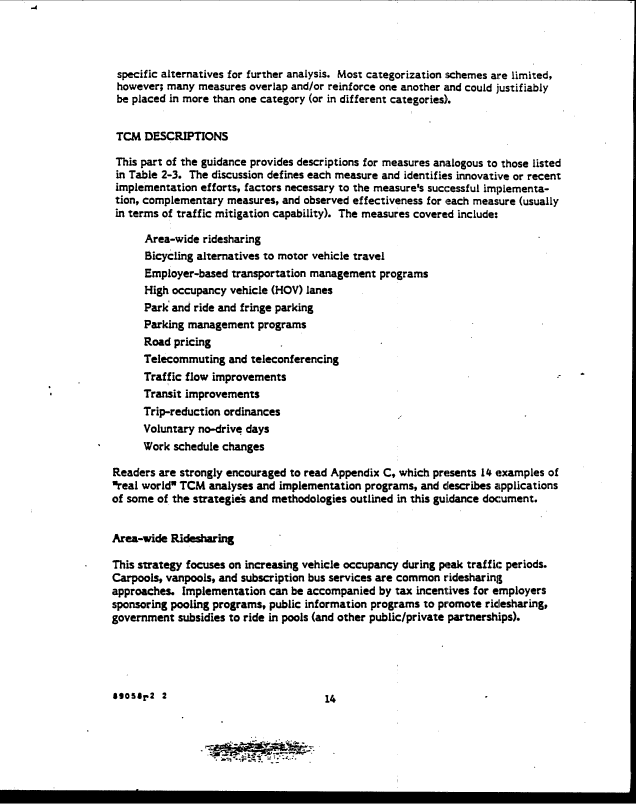 specific alternatives for further analysis. Most categorization schemes are limited,
however; many measures overlap and/or reinforce one another and could justifiably
be placed in more than one category (or in different categories).
TCM DESCRIPTIONS
This part of the guidance provides descriptions for measures analogous to those listed
in Table 2-3. The discussion defines each measure and identifies innovative or recent
implementation efforts, factors necessary to the measure's successful implementa-
tion, complementary measures, and observed effectiveness for each measure (usually
in terms of traffic mitigation capability). The measures covered include:
Area-wide ridesharing
Bicycling alternatives to motor vehicle travel
Employer-based transportation management programs
High occupancy vehicle (HOV) lanes
Park and ride and fringe parking
Parking management programs
Road pricing
Telecommuting and teleconferencing
Traffic flow improvements
Transit improvements
Trip-reduction ordinances
Voluntary no-drive days
Work schedule changes
Readers are strongly encouraged to read Appendix C, which presents 14 examples of
"real world" TCM analyses and implementation programs, and describes applications
of some of the strategies and methodologies outlined in this guidance document.
Area-wide Ridesharing
This strategy focuses on increasing vehicle occupancy during peak traffic periods.
Carpools, vanpools, and subscription bus services are common ridesharing
approaches. Implementation can be accompanied by tax incentives for employers
sponsoring pooling programs, public information programs to promote ridesharing,
government subsidies to ride in pools (and other public/private partnerships).
89058r2 2
14